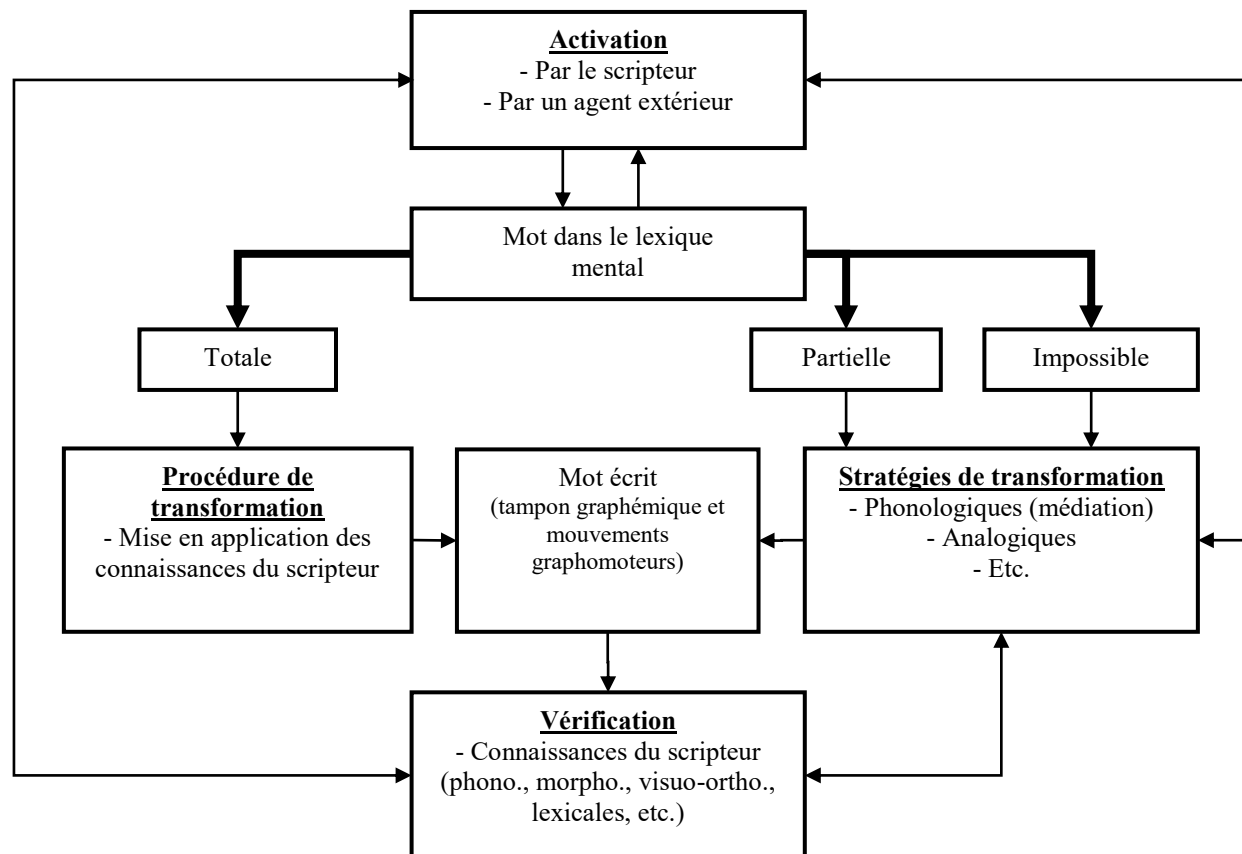 Activation
- Par le scripteur
- Par un agent extérieur
Mot dans le lexique
mental
Totale
Partielle
Impossible
Procédure de
transformation
- Mise en application des
connaissances du scripteur
Mot écrit
(tampon graphémique et
mouvements
graphomoteurs)
Stratégies de transformation
- Phonologiques (médiation)
- Analogiques
- Etc.
Vérification
- Connaissances du scripteur
(phono., morpho., visuo-ortho.,
lexicales, etc.)